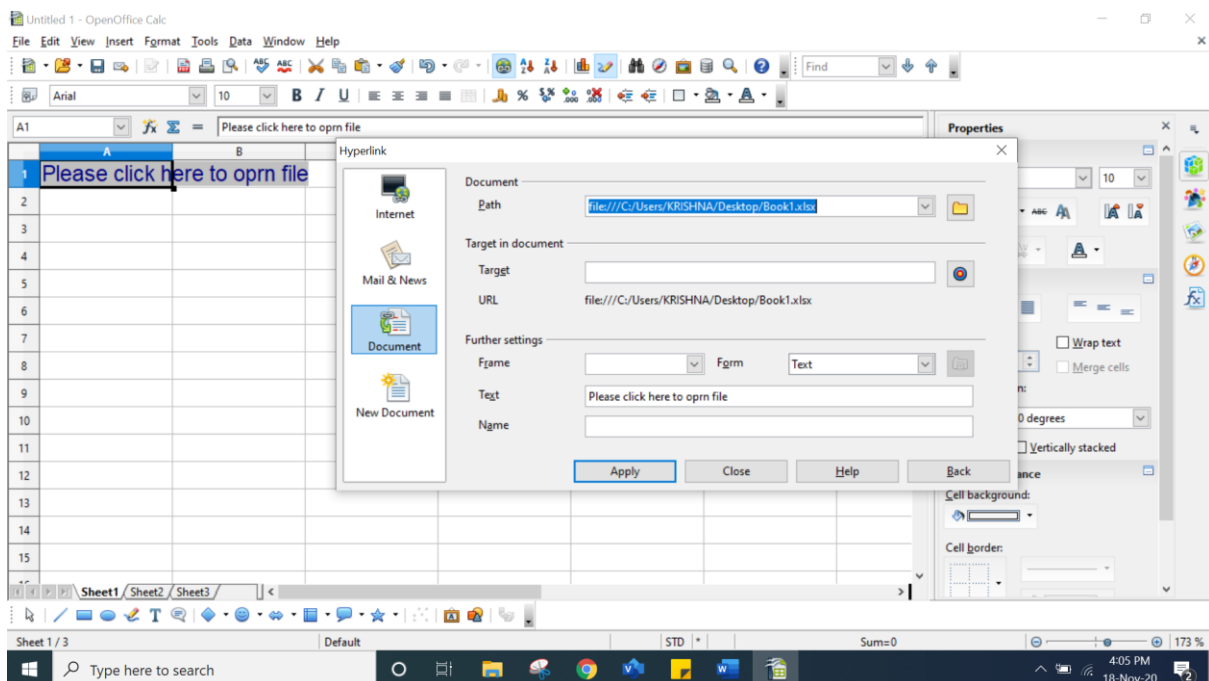 Untitled 1 - OpenOffice Calc
File Edit View Insert Format Tools Data Window Help
Find
Arial 10
A1 Please click here to oprn file
A B
1 Please click here to oprn file
2
3
4
5
6
7
8
9
10
11
12
13
14
15
Hyperlink
Internet
Mail & News
Document
New Document
Document
Path file:///C:/Users/KRISHNA/Desktop/Book1.xlsx
Target in document
Target
URL file:///C:/Users/KRISHNA/Desktop/Book1.xlsx
Further settings
Frame Form Text
Text Please click here to oprn file
Name
Apply Close Help Back
Properties
10
Wrap text
Merge cells
0 degrees
Vertically stacked
Cell background:
Cell border:
Sheet1 Sheet2 Sheet3
Sheet 1 / 3 Default STD * Sum=0 173 %
Type here to search
4:05 PM
18-Nov-20